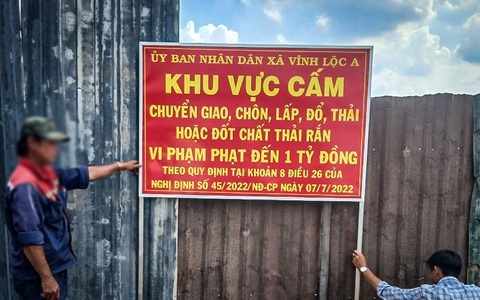 ỦY BAN NHÂN DÂN XÃ VĨNH LỘC A
KHU VỰC CẤM
CHUYỂN GIAO, CHÔN, LẤP, ĐỔ, THẢI
HOẶC ĐỐT CHẤT THẢI RẮN
VI PHẠM PHẠT ĐẾN 1 TỶ ĐỒNG
THEO QUY ĐỊNH TẠI KHOẢN 8 ĐIỀU 26 CỦA
NGHỊ ĐỊNH SỐ 45/2022/NĐ-CP NGÀY 07/7/2022